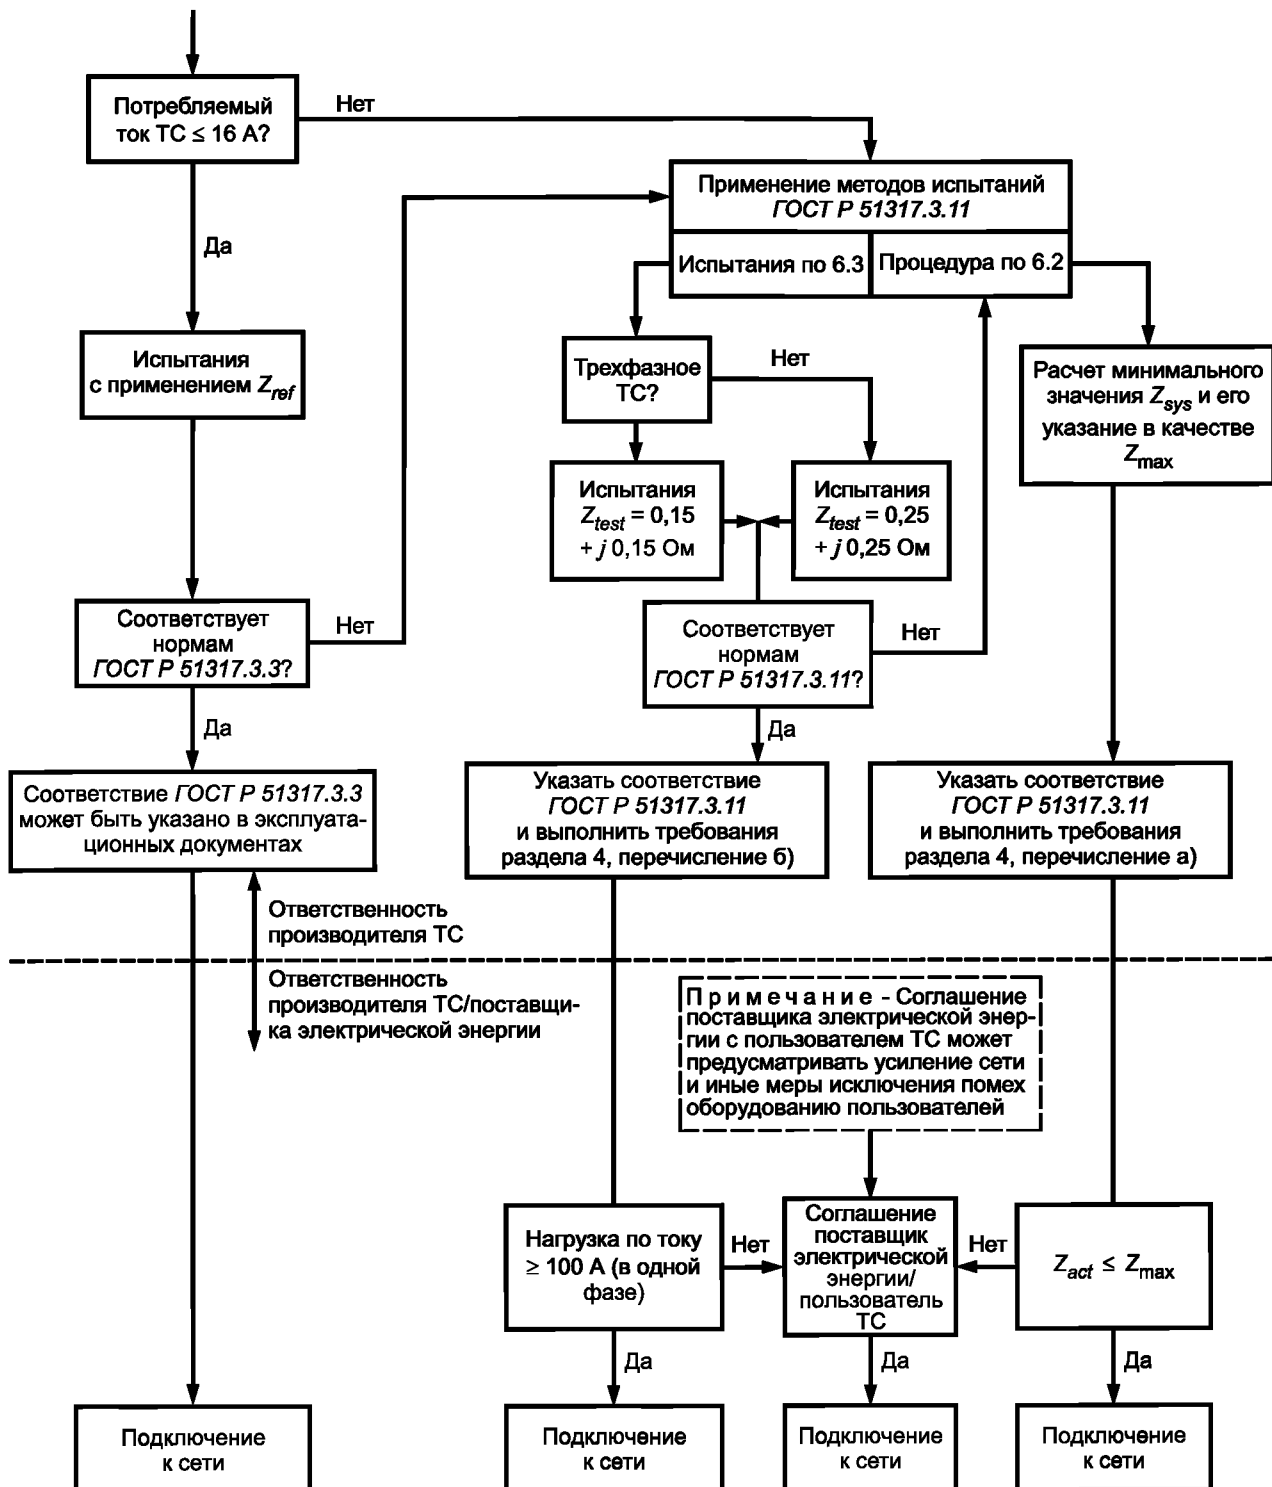 Потребляемый
ток ТС ≤ 16 А?
Нет
Применение методов испытаний
ГОСТ Р 51317.3.11
Испытания по 6.3
Процедура по 6.2
Да
Испытания
с применением Zref
Трехфазное
ТС?
Нет
Расчет минимального
значения Zsys и его
указание в качестве
Zmax
Испытания
Ztest = 0,15
+ j 0,15 Ом
Испытания
Ztest = 0,25
+ j 0,25 Ом
Соответствует
нормам
ГОСТ Р 51317.3.3?
Нет
Соответствует
нормам
ГОСТ Р 51317.3.11?
Нет
Да
Да
Соответствие ГОСТ Р 51317.3.3
может быть указано в эксплуата-
ционных документах
Указать соответствие
ГОСТ Р 51317.3.11
и выполнить требования
раздела 4, перечисление б)
Указать соответствие
ГОСТ Р 51317.3.11
и выполнить требования
раздела 4, перечисление а)
Ответственность
производителя ТС
Ответственность
производителя ТС/поставщи-
ка электрической энергии
Примечание - Соглашение
поставщика электрической энер-
гии с пользователем ТС может
предусматривать усиление сети
и иные меры исключения помех
оборудованию пользователей
Нагрузка по току
≥ 100 А (в одной
фазе)
Нет
Соглашение
поставщик
электрической
энергии/
пользователь
ТС
Нет
Zact ≤ Zmax
Да
Да
Да
Подключение
к сети
Подключение
к сети
Подключение
к сети
Подключение
к сети